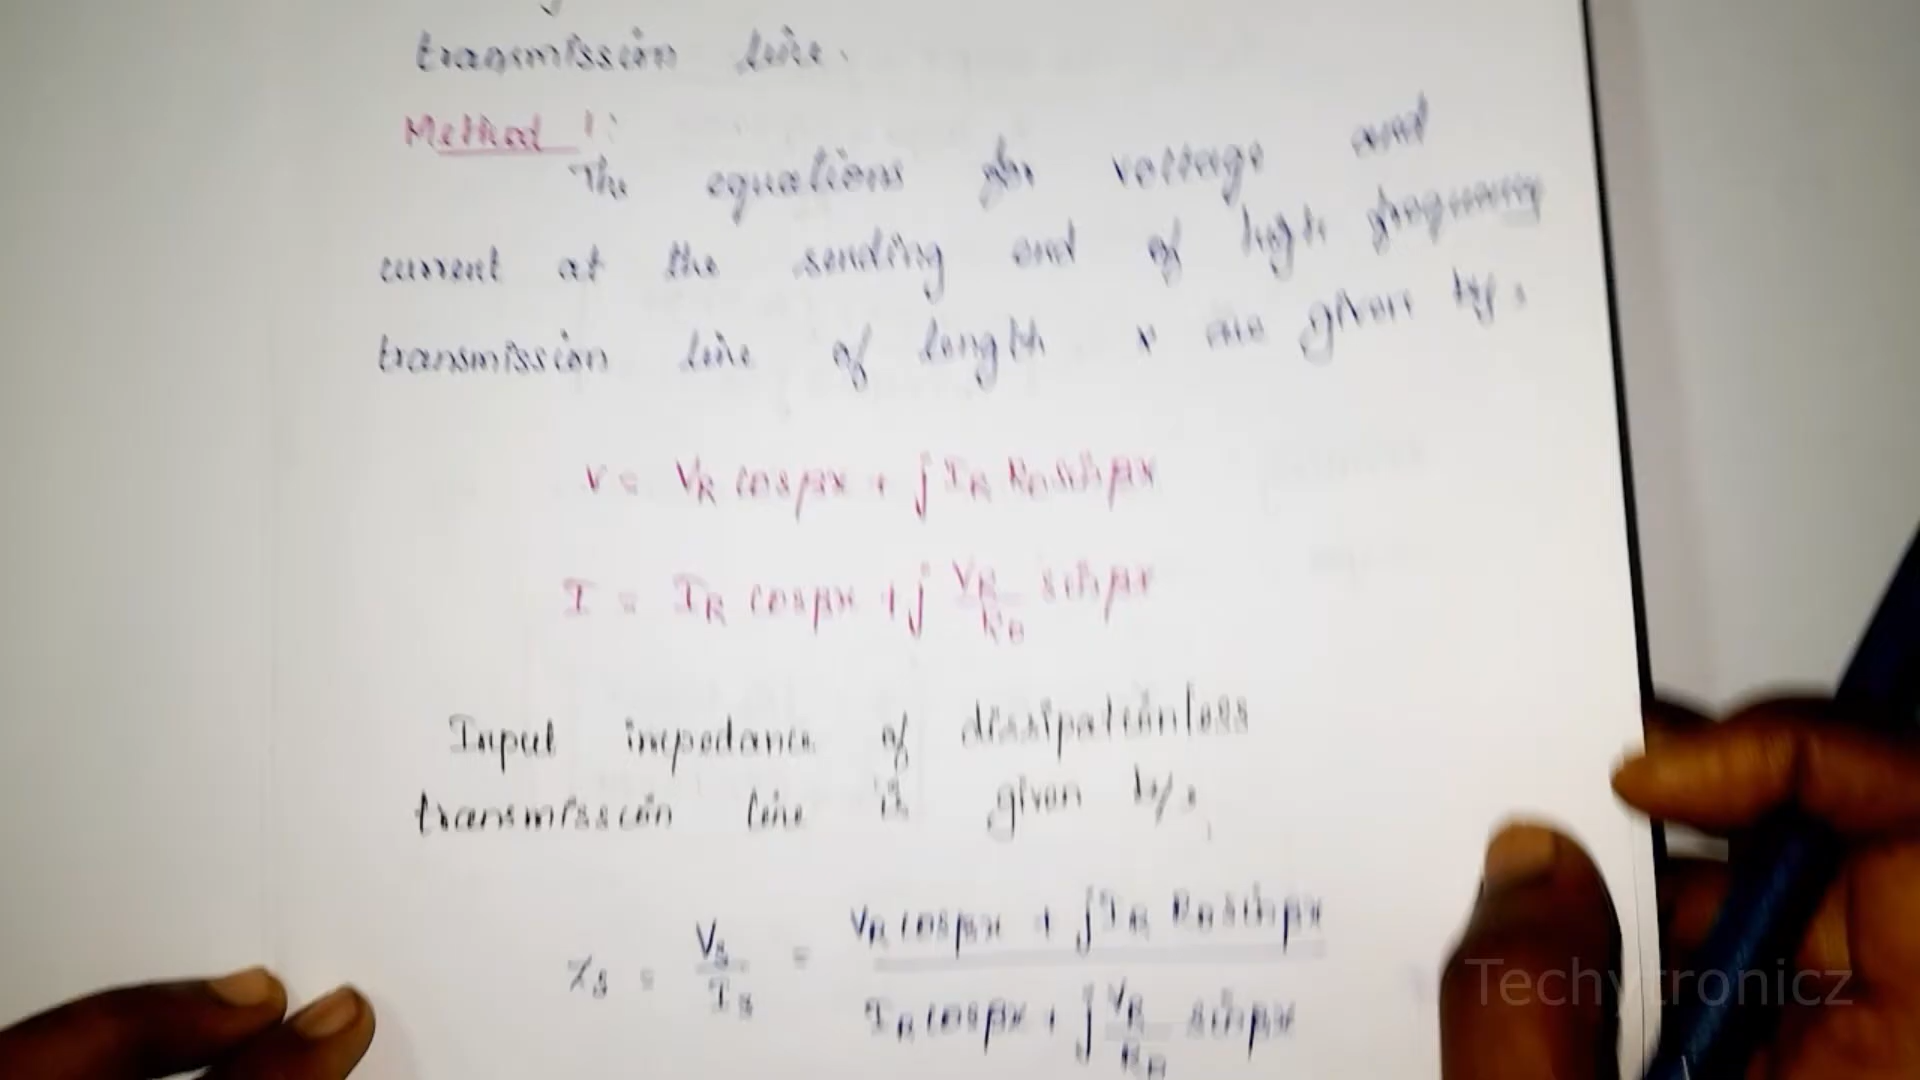 transmission line.
Method 1:
The equations for voltage and
current at the sending end of high frequency
transmission line of length x are given by,
V = VR cosβx + j IR R0 sinβx
I = IR cosβx + j VR/R0 sinβx
Input impedance of dissipationless
transmission line is given by,
Zs = Vs/Is = VR cosβx + j IR R0 sinβx / IR cosβx + j VR/R0 sinβx
Techytronicz